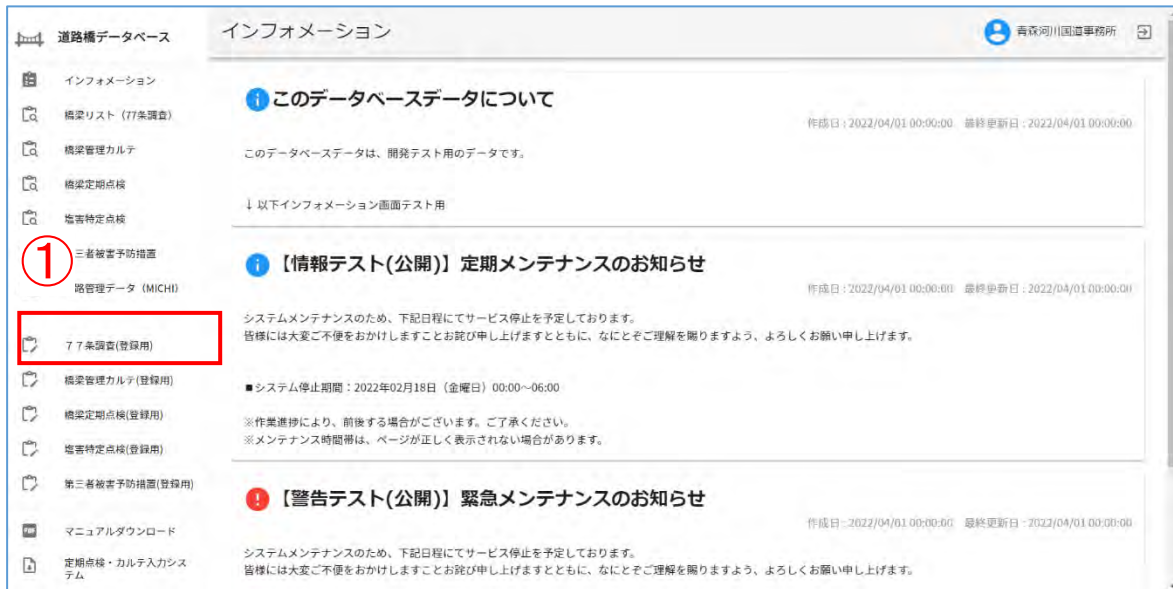 道路橋データベース
インフォメーション
青森河川国道事務所
インフォメーション
橋梁リスト（77条調査）
橋梁管理カルテ
橋梁定期点検
塩害特定点検
①
三者被害予防措置
路管理データ（MICHI）
７７条調査(登録用)
橋梁管理カルテ(登録用)
橋梁定期点検(登録用)
塩害特定点検(登録用)
第三者被害予防措置(登録用)
PDF
マニュアルダウンロード
定期点検・カルテ入力シス
テム
このデータベースデータについて
作成日：2022/04/01 00:00:00　最終更新日：2022/04/01 00:00:00
このデータベースデータは、開発テスト用のデータです。
↓以下インフォメーション画面テスト用
【情報テスト(公開)】定期メンテナンスのお知らせ
作成日：2022/04/01 00:00:00　最終更新日：2022/04/01 00:00:00
システムメンテナンスのため、下記日程にてサービス停止を予定しております。
皆様には大変ご不便をおかけしますことお詫び申し上げますとともに、なにとぞご理解を賜りますよう、よろしくお願い申し上げます。
■システム停止期間：2022年02月18日（金曜日）00:00～06:00
※作業進捗により、前後する場合がございます。ご了承ください。
※メンテナンス時間帯は、ページが正しく表示されない場合があります。
【警告テスト(公開)】緊急メンテナンスのお知らせ
作成日：2022/04/01 00:00:00　最終更新日：2022/04/01 00:00:00
システムメンテナンスのため、下記日程にてサービス停止を予定しております。
皆様には大変ご不便をおかけしますことお詫び申し上げますとともに、なにとぞご理解を賜りますよう、よろしくお願い申し上げます。